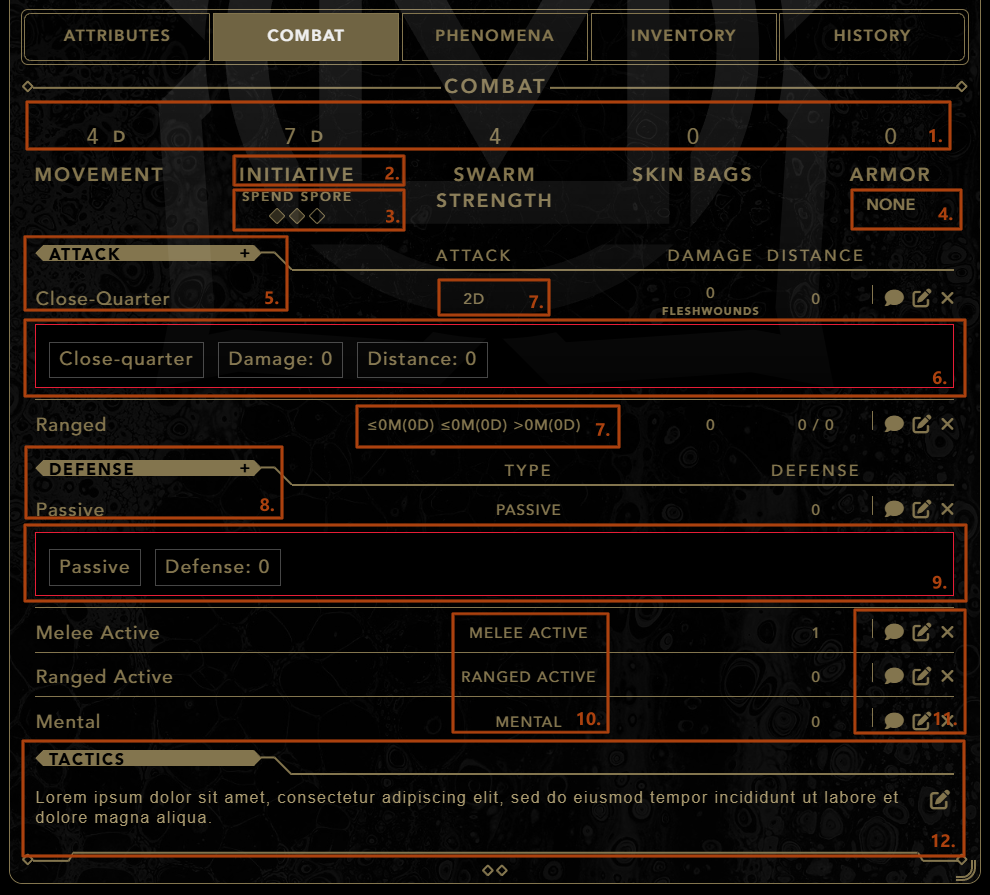 ATTRIBUTES COMBAT PHENOMENA INVENTORY HISTORY
COMBAT
4 D 7 D 4 0 0 1.
MOVEMENT INITIATIVE 2. SWARM STRENGTH SKIN BAGS ARMOR
SPEND SPORE 3. NONE 4.
ATTACK + ATTACK DAMAGE DISTANCE
Close-Quarter 5. 2D 7. 0 FLESHWOUNDS 0
Close-quarter Damage: 0 Distance: 0 6.
Ranged ≤0M(0D) ≤0M(0D) >0M(0D) 7. 0 0 / 0
DEFENSE + TYPE DEFENSE
Passive 8. PASSIVE 0
Passive Defense: 0 9.
Melee Active MELEE ACTIVE 1
Ranged Active RANGED ACTIVE 0
Mental MENTAL 10. 0 11.
TACTICS
Lorem ipsum dolor sit amet, consectetur adipiscing elit, sed do eiusmod tempor incididunt ut labore et
dolore magna aliqua.
12.